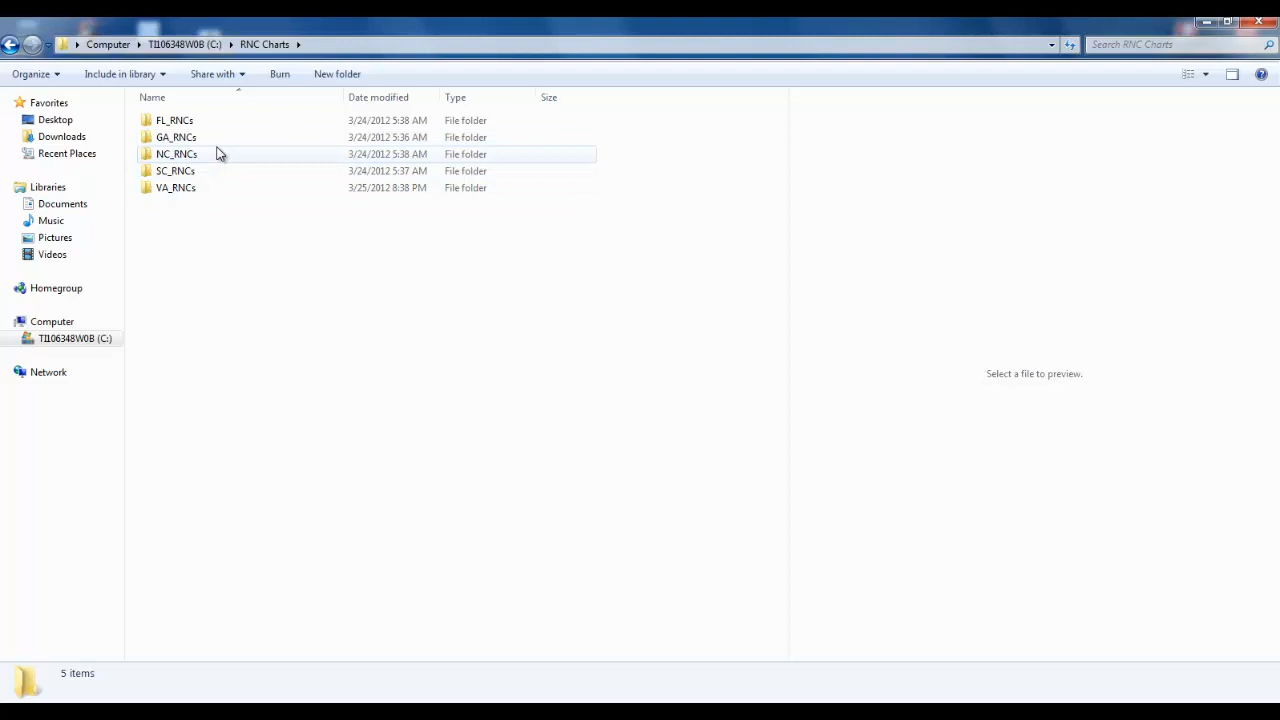 Computer TI106348W0B (C:) RNC Charts Search RNC Charts
Organize Include in library Share with Burn New folder
Name Date modified Type Size
Favorites
Desktop
Downloads
Recent Places
Libraries
Documents
Music
Pictures
Videos
Homegroup
Computer
TI106348W0B (C:)
Network
FL_RNCs 3/24/2012 5:38 AM File folder
GA_RNCs 3/24/2012 5:36 AM File folder
NC_RNCs 3/24/2012 5:38 AM File folder
SC_RNCs 3/24/2012 5:37 AM File folder
VA_RNCs 3/25/2012 8:38 PM File folder
Select a file to preview.
5 items